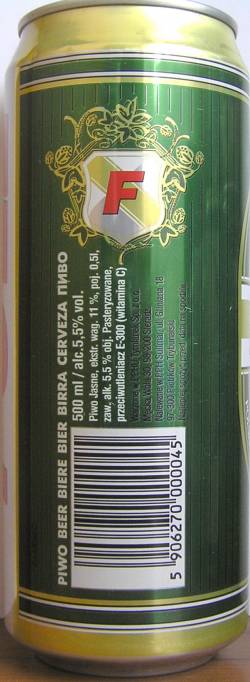 F
PIWO BEER BIERE BIER BIRRA CERVEZA ПИВО
500 ml / alc.5,5% vol.
Piwo Jasne, ekstr. wag. 11 %, poj. 0,5l,
zaw. alk. 5,5 % obj. Pasteryzowane,
przeciwutleniacz E-300 (witamina C)
5 906270 000045